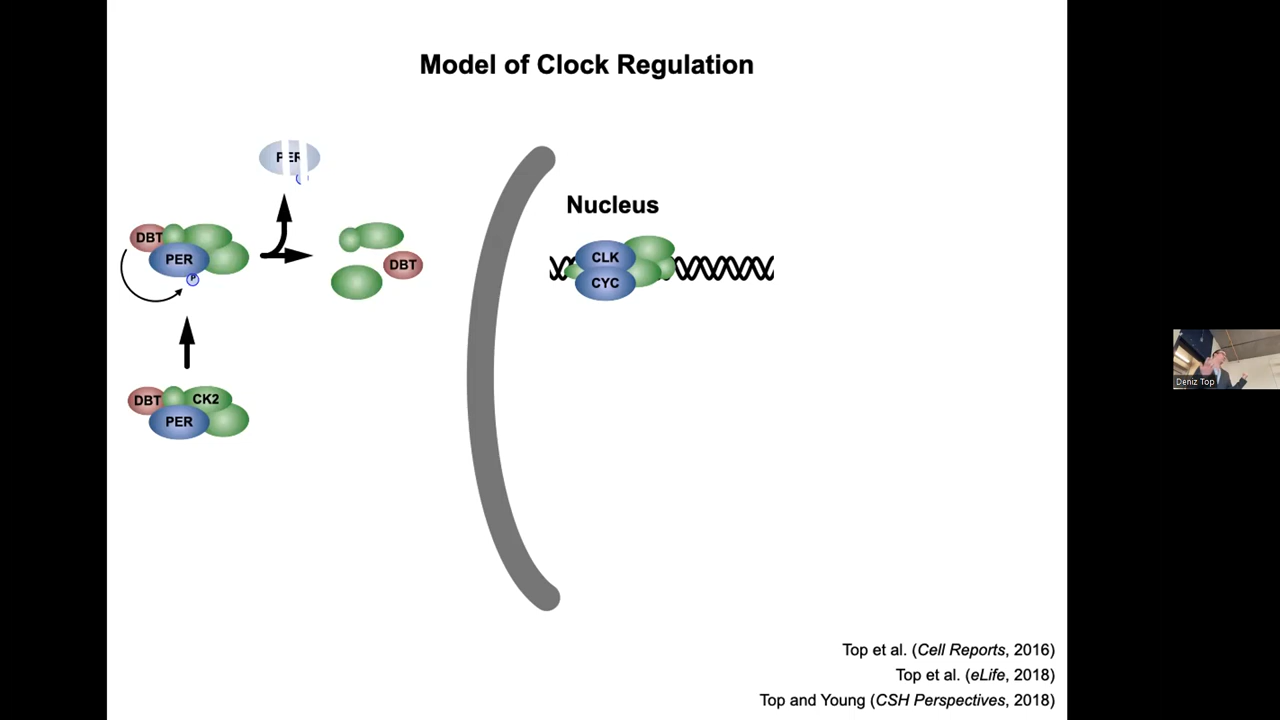 Model of Clock Regulation
PER
Nucleus
DBT
PER
P
DBT
CLK
CYC
DBT
CK2
PER
Deniz Top
Top et al. (Cell Reports, 2016)
Top et al. (eLife, 2018)
Top and Young (CSH Perspectives, 2018)